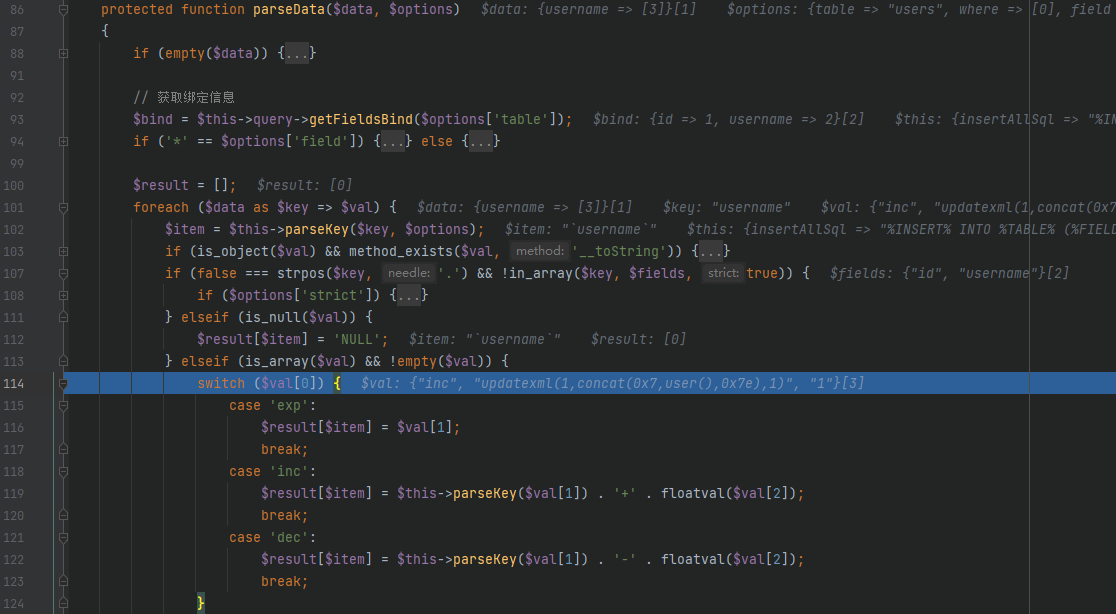 86 protected function parseData($data, $options) $data: {username => [3]}[1] $options: {table => "users", where => [0], field
87 {
88 if (empty($data)) {...}
91
92 // 获取绑定信息
93 $bind = $this->query->getFieldsBind($options['table']); $bind: {id => 1, username => 2}[2] $this: {insertAllSql => "%IN
94 if ('*' == $options['field']) {...} else {...}
99
100 $result = []; $result: [0]
101 foreach ($data as $key => $val) { $data: {username => [3]}[1] $key: "username" $val: {"inc", "updatexml(1,concat(0x7
102 $item = $this->parseKey($key, $options); $item: "`username`" $this: {insertAllSql => "%INSERT% INTO %TABLE% (%FIELD
103 if (is_object($val) && method_exists($val, method: '__toString')) {...}
107 if (false === strpos($key, needle: '.') && !in_array($key, $fields, strict: true)) { $fields: {"id", "username"}[2]
108 if ($options['strict']) {...}
111 } elseif (is_null($val)) {
112 $result[$item] = 'NULL'; $item: "`username`" $result: [0]
113 } elseif (is_array($val) && !empty($val)) {
114 switch ($val[0]) { $val: {"inc", "updatexml(1,concat(0x7,user(),0x7e),1)", "1"}[3]
115 case 'exp':
116 $result[$item] = $val[1];
117 break;
118 case 'inc':
119 $result[$item] = $this->parseKey($val[1]) . '+' . floatval($val[2]);
120 break;
121 case 'dec':
122 $result[$item] = $this->parseKey($val[1]) . '-' . floatval($val[2]);
123 break;
124 }